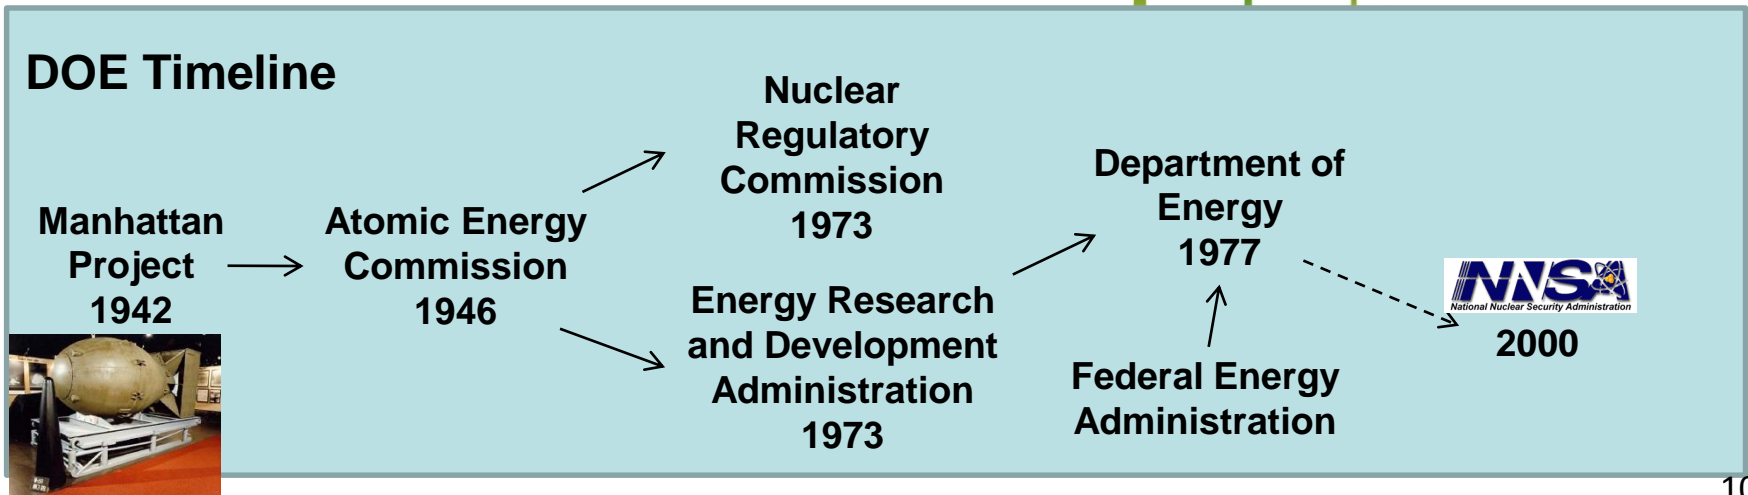 DOE Timeline
Manhattan
Project
1942
Atomic Energy
Commission
1946
Nuclear
Regulatory
Commission
1973
Energy Research
and Development
Administration
1973
Department of
Energy
1977
Federal Energy
Administration
NNSA
National Nuclear Security Administration
2000